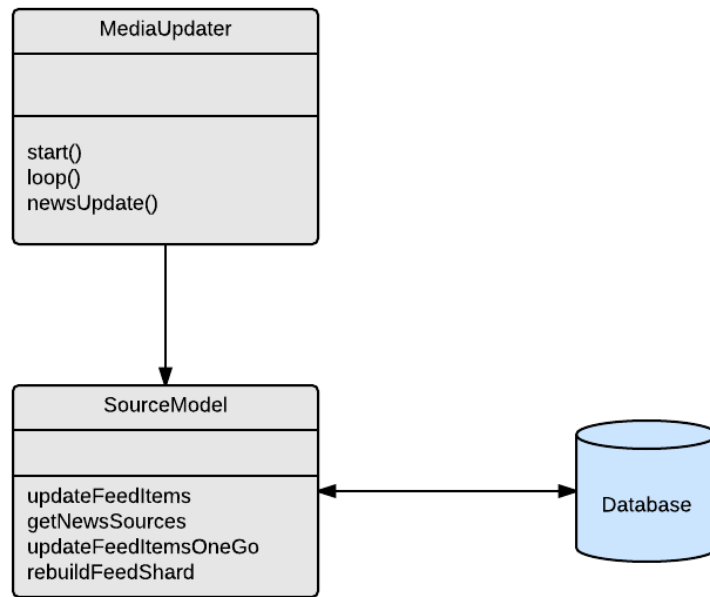 MediaUpdater
start()
loop()
newsUpdate()
SourceModel
updateFeedItems
getNewsSources
updateFeedItemsOneGo
rebuildFeedShard
Database